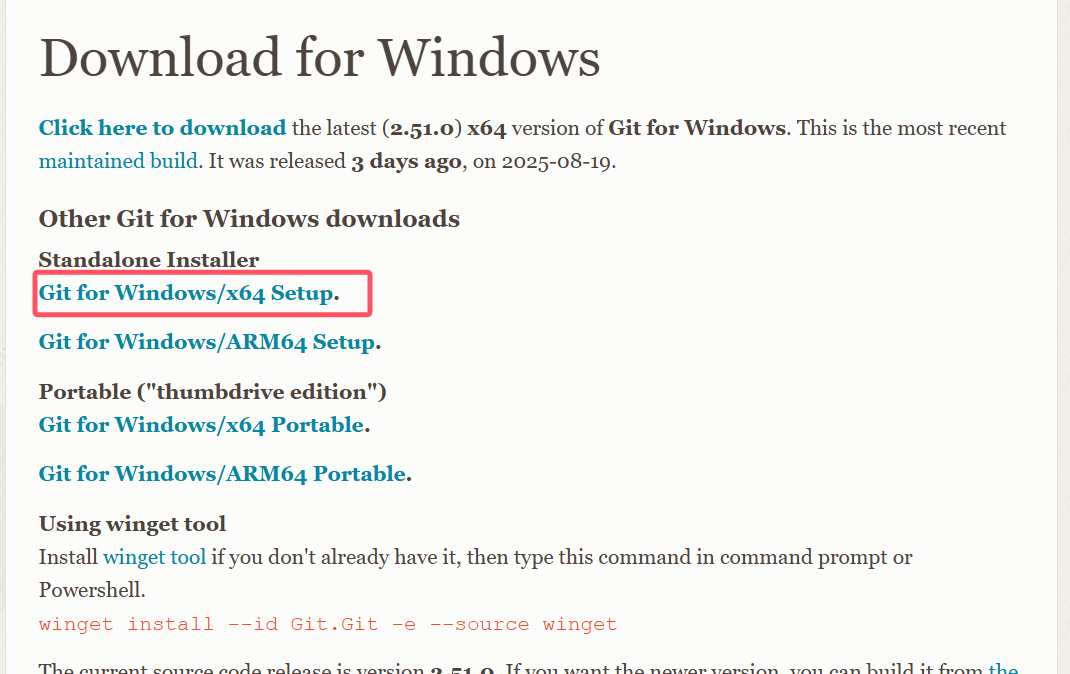 Download for Windows
Click here to download the latest (2.51.0) x64 version of Git for Windows. This is the most recent
maintained build. It was released 3 days ago, on 2025-08-19.
Other Git for Windows downloads
Standalone Installer
Git for Windows/x64 Setup.
Git for Windows/ARM64 Setup.
Portable ("thumbdrive edition")
Git for Windows/x64 Portable.
Git for Windows/ARM64 Portable.
Using winget tool
Install winget tool if you don't already have it, then type this command in command prompt or
Powershell.
winget install --id Git.Git -e --source winget
The current source code release is version 2.51.0. If you want the newer version, you can build it from the